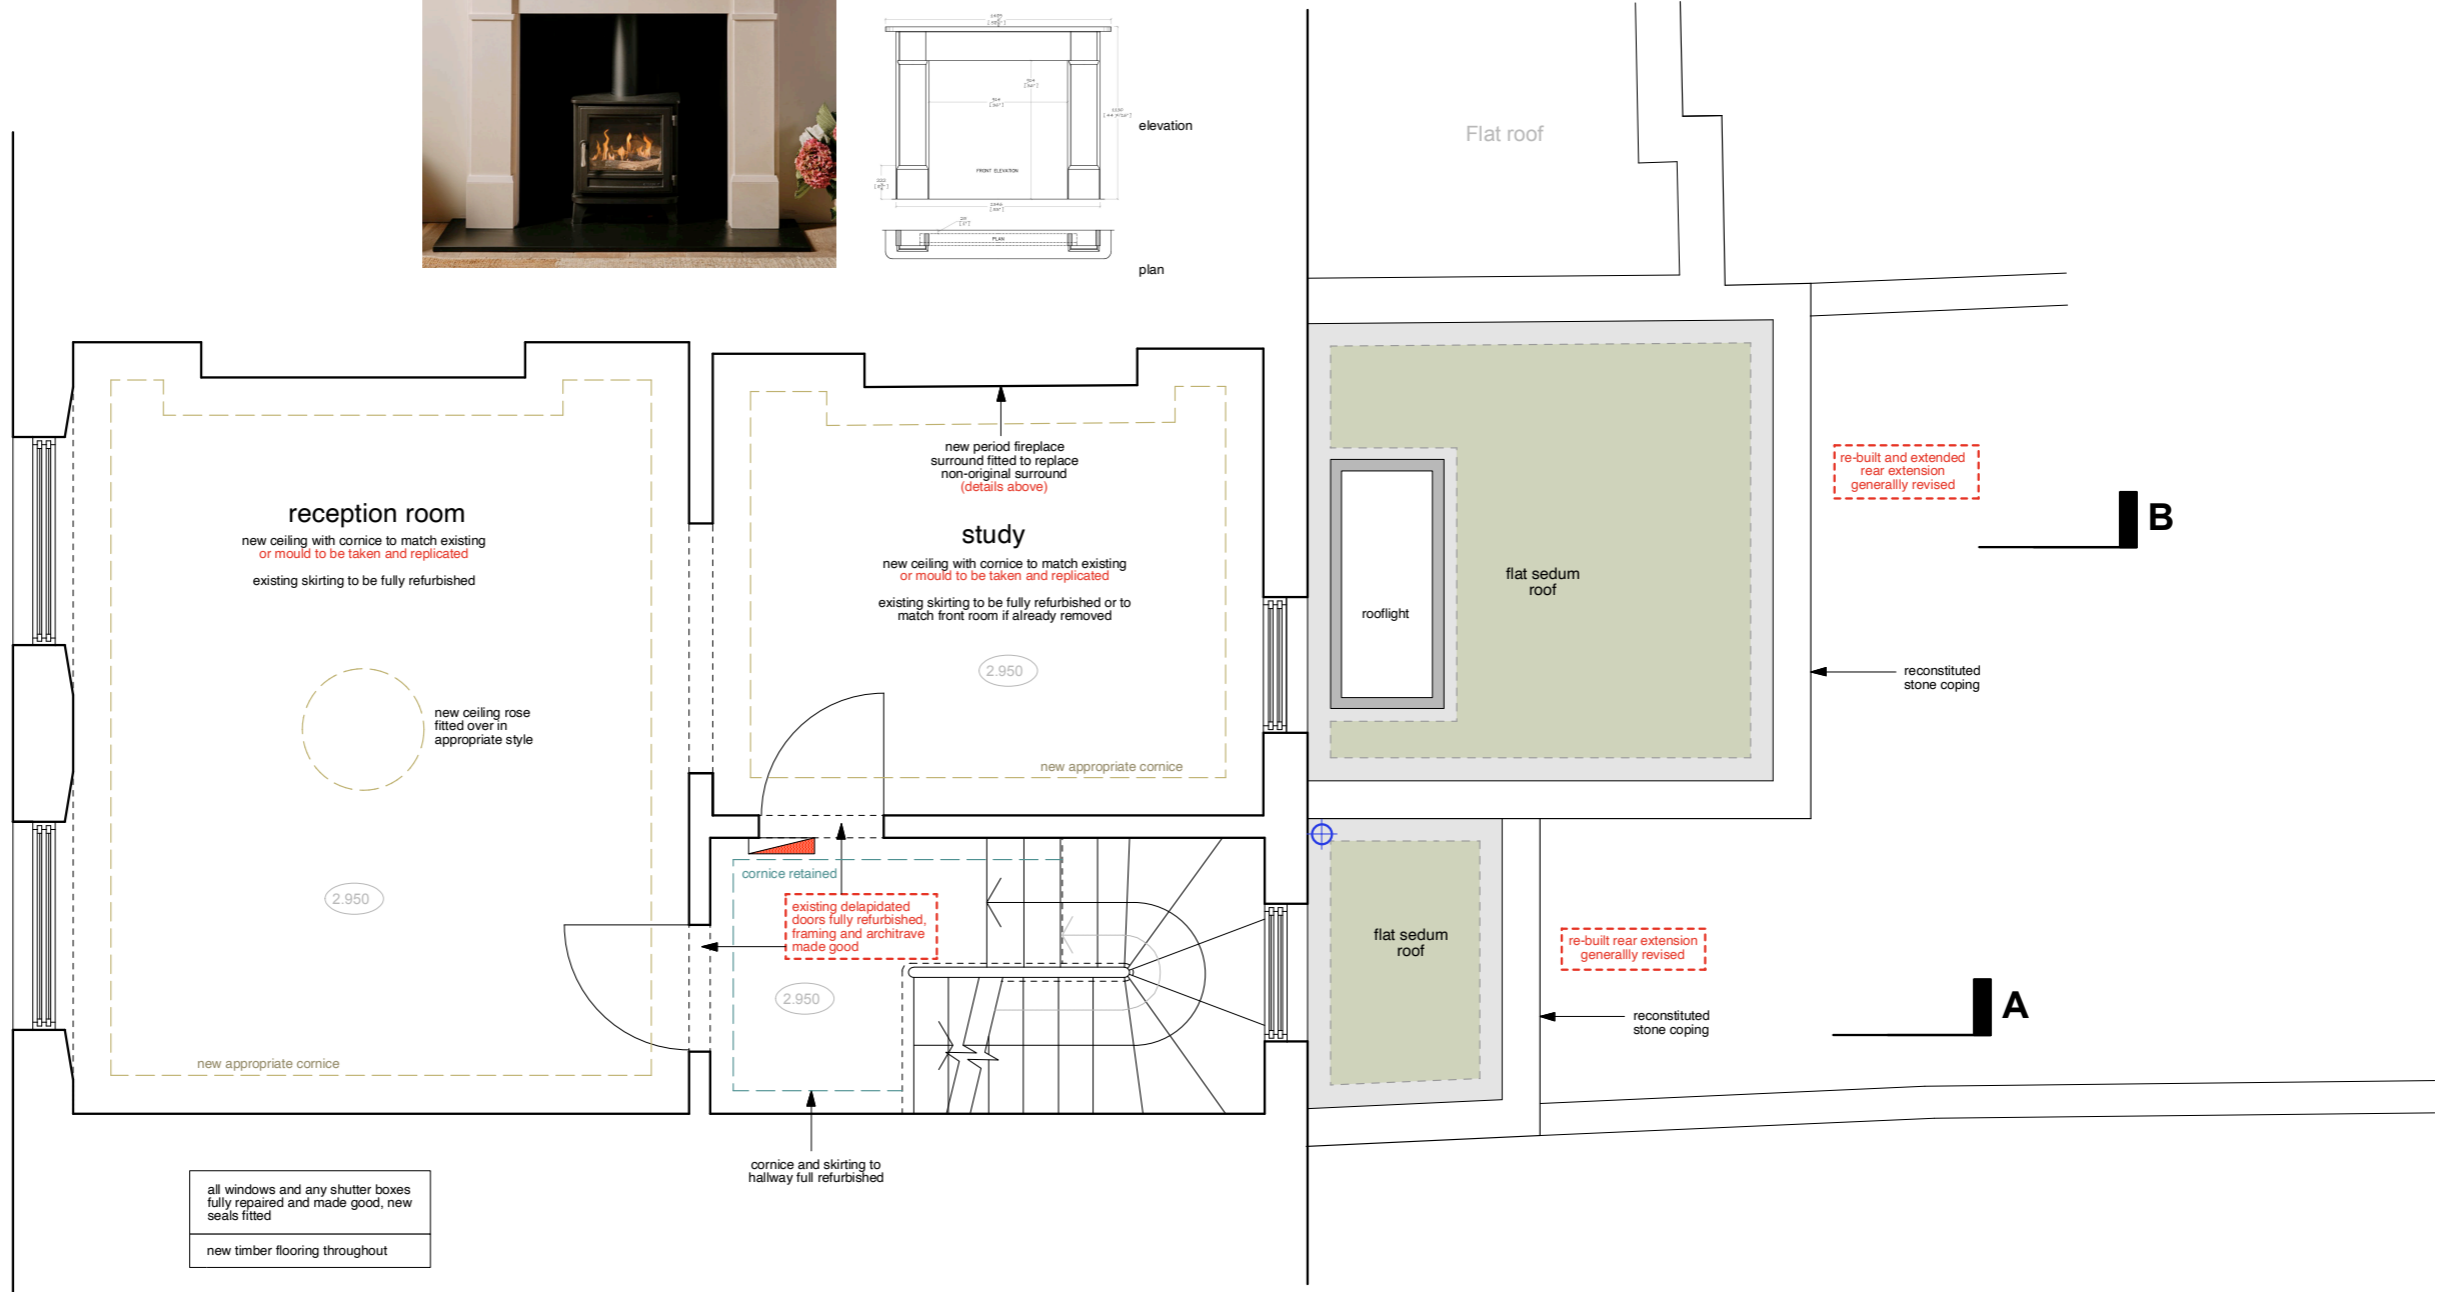 elevation
FRONT ELEVATION
PLAN
plan
Flat roof
new period fireplace
surround fitted to replace
non-original surround
(details above)
reception room
new ceiling with cornice to match existing
or mould to be taken and replicated
existing skirting to be fully refurbished
study
new ceiling with cornice to match existing
or mould to be taken and replicated
existing skirting to be fully refurbished or to
match front room if already removed
2.950
new appropriate cornice
new ceiling rose
fitted over in
appropriate style
2.950
new appropriate cornice
cornice retained
existing delapidated
doors fully refurbished,
framing and architrave
made good
2.950
cornice and skirting to
hallway full refurbished
all windows and any shutter boxes
fully repaired and made good, new
seals fitted
new timber flooring throughout
rooflight
flat sedum
roof
re-built and extended
rear extension
generallly revised
B
reconstituted
stone coping
flat sedum
roof
re-built rear extension
generallly revised
A
reconstituted
stone coping